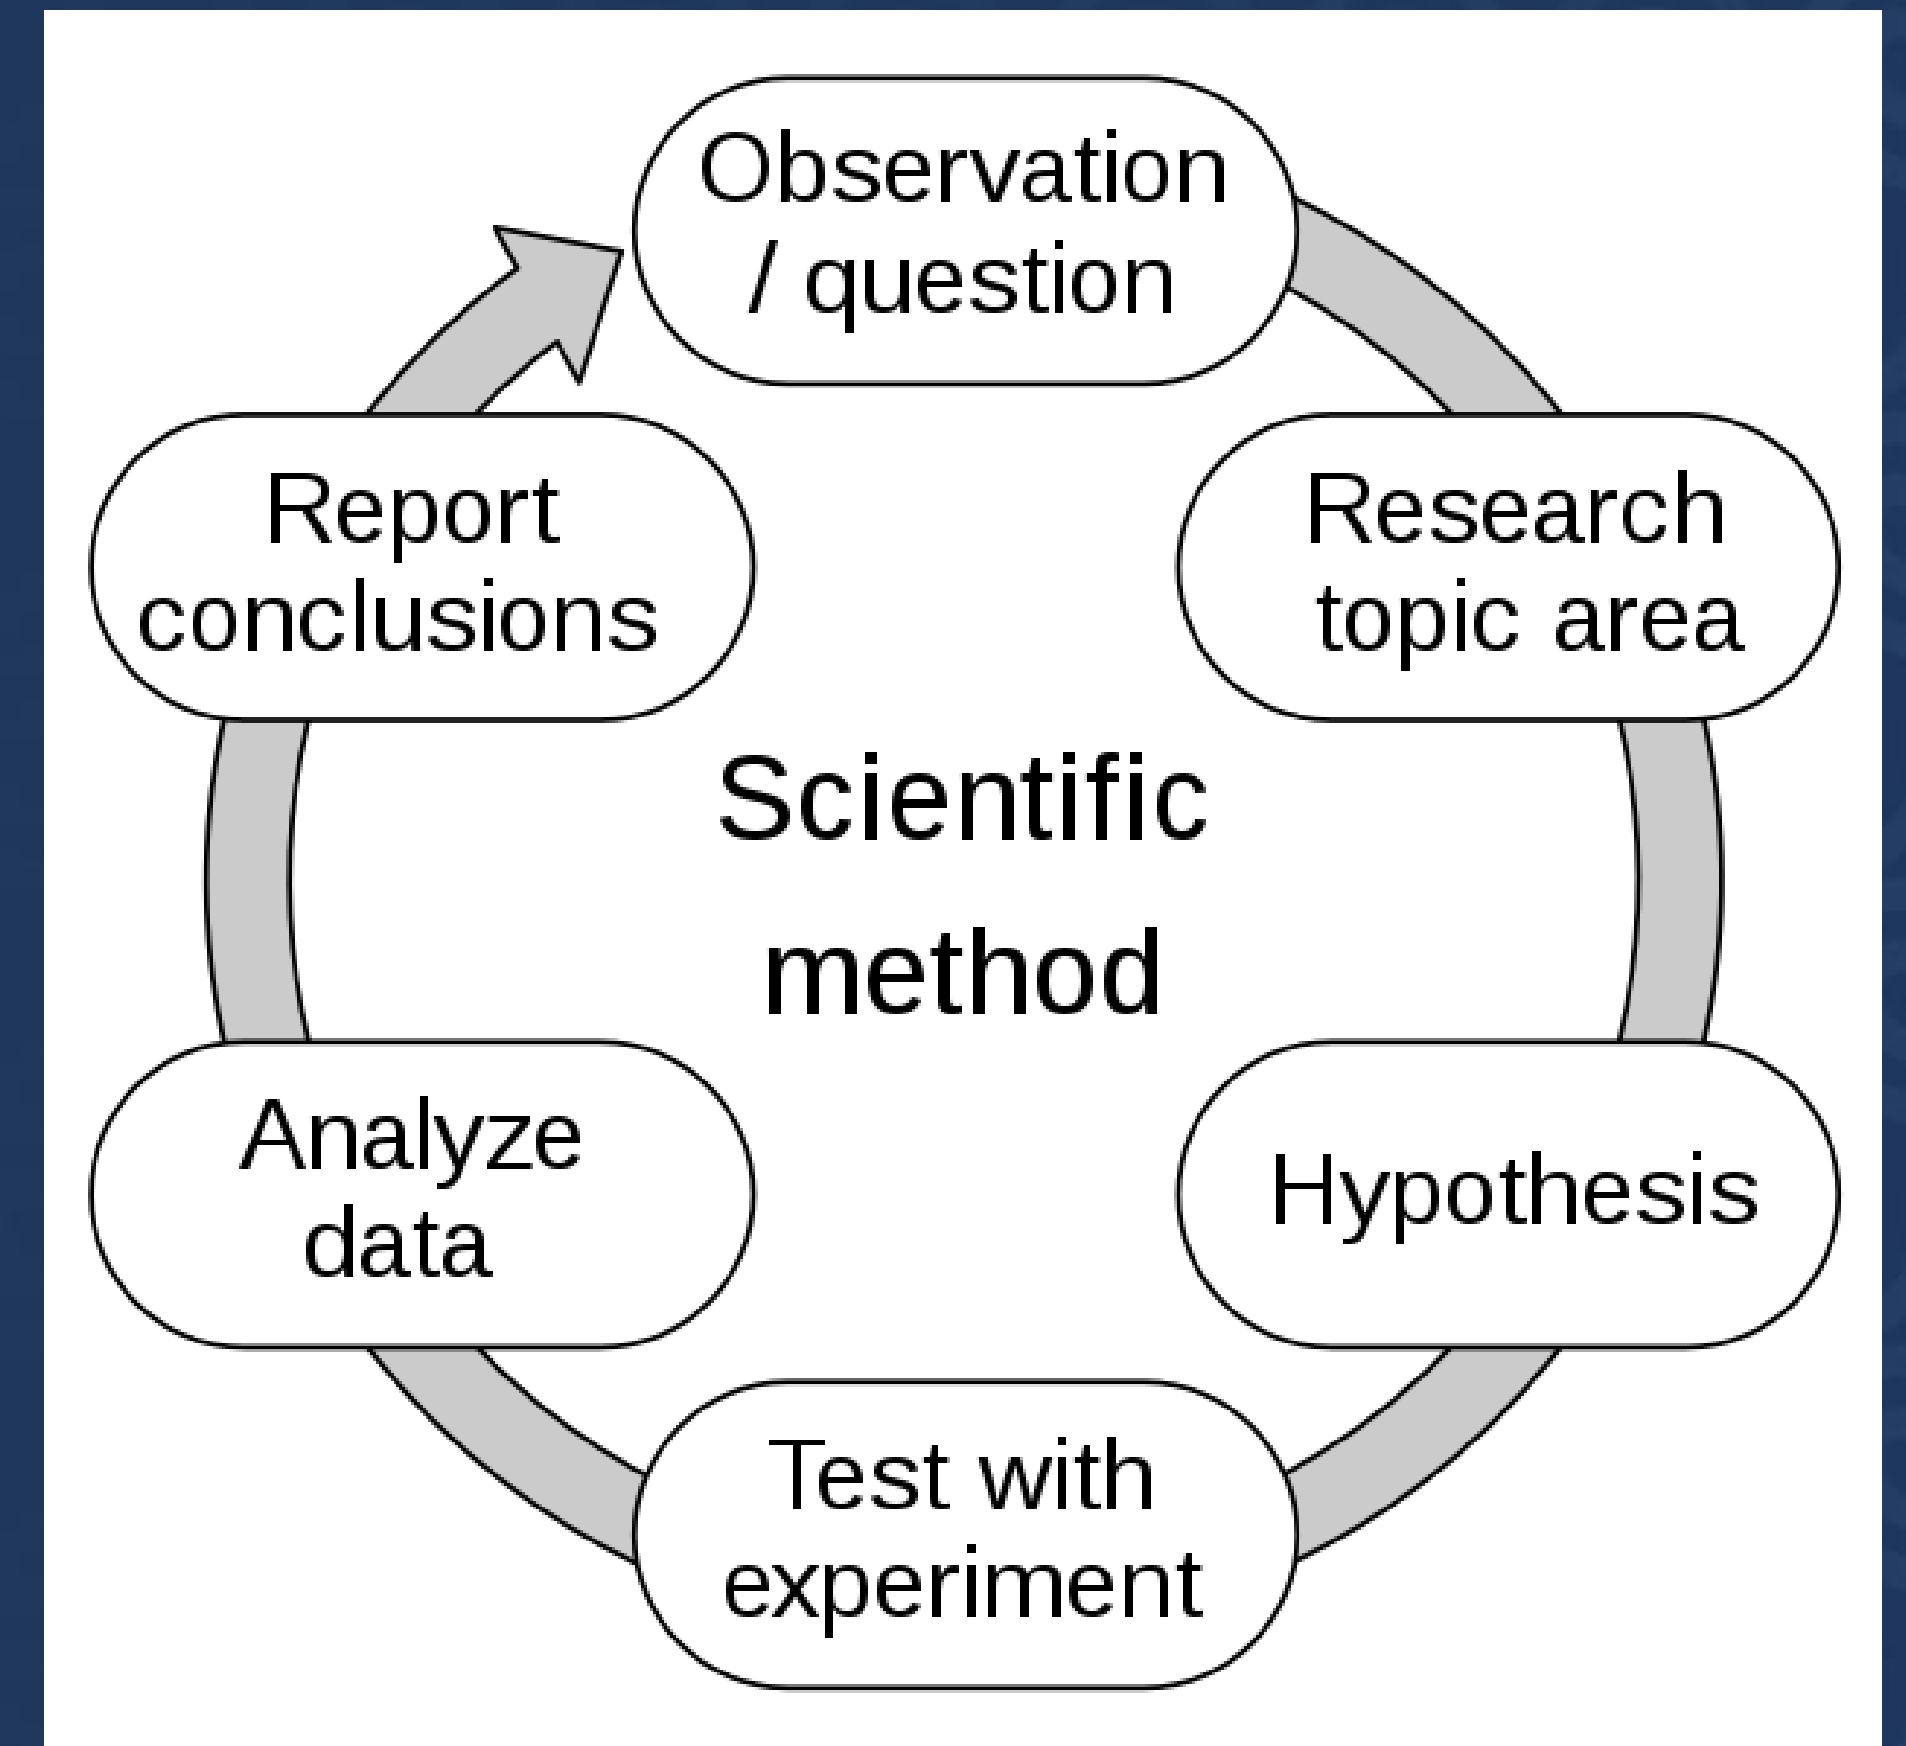 Observation
/ question
Research
topic area
Hypothesis
Test with
experiment
Analyze
data
Report
conclusions
Scientific
method